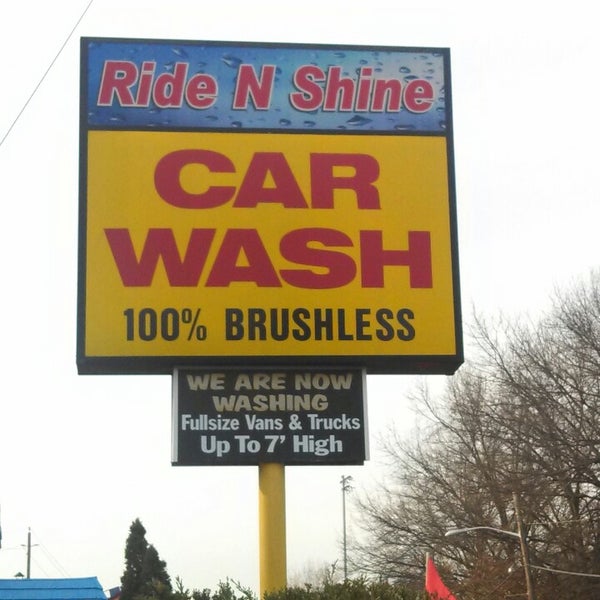 Ride N Shine
CAR
WASH
100% BRUSHLESS
WE ARE NOW
WASHING
Fullsize Vans & Trucks
Up To 7' High